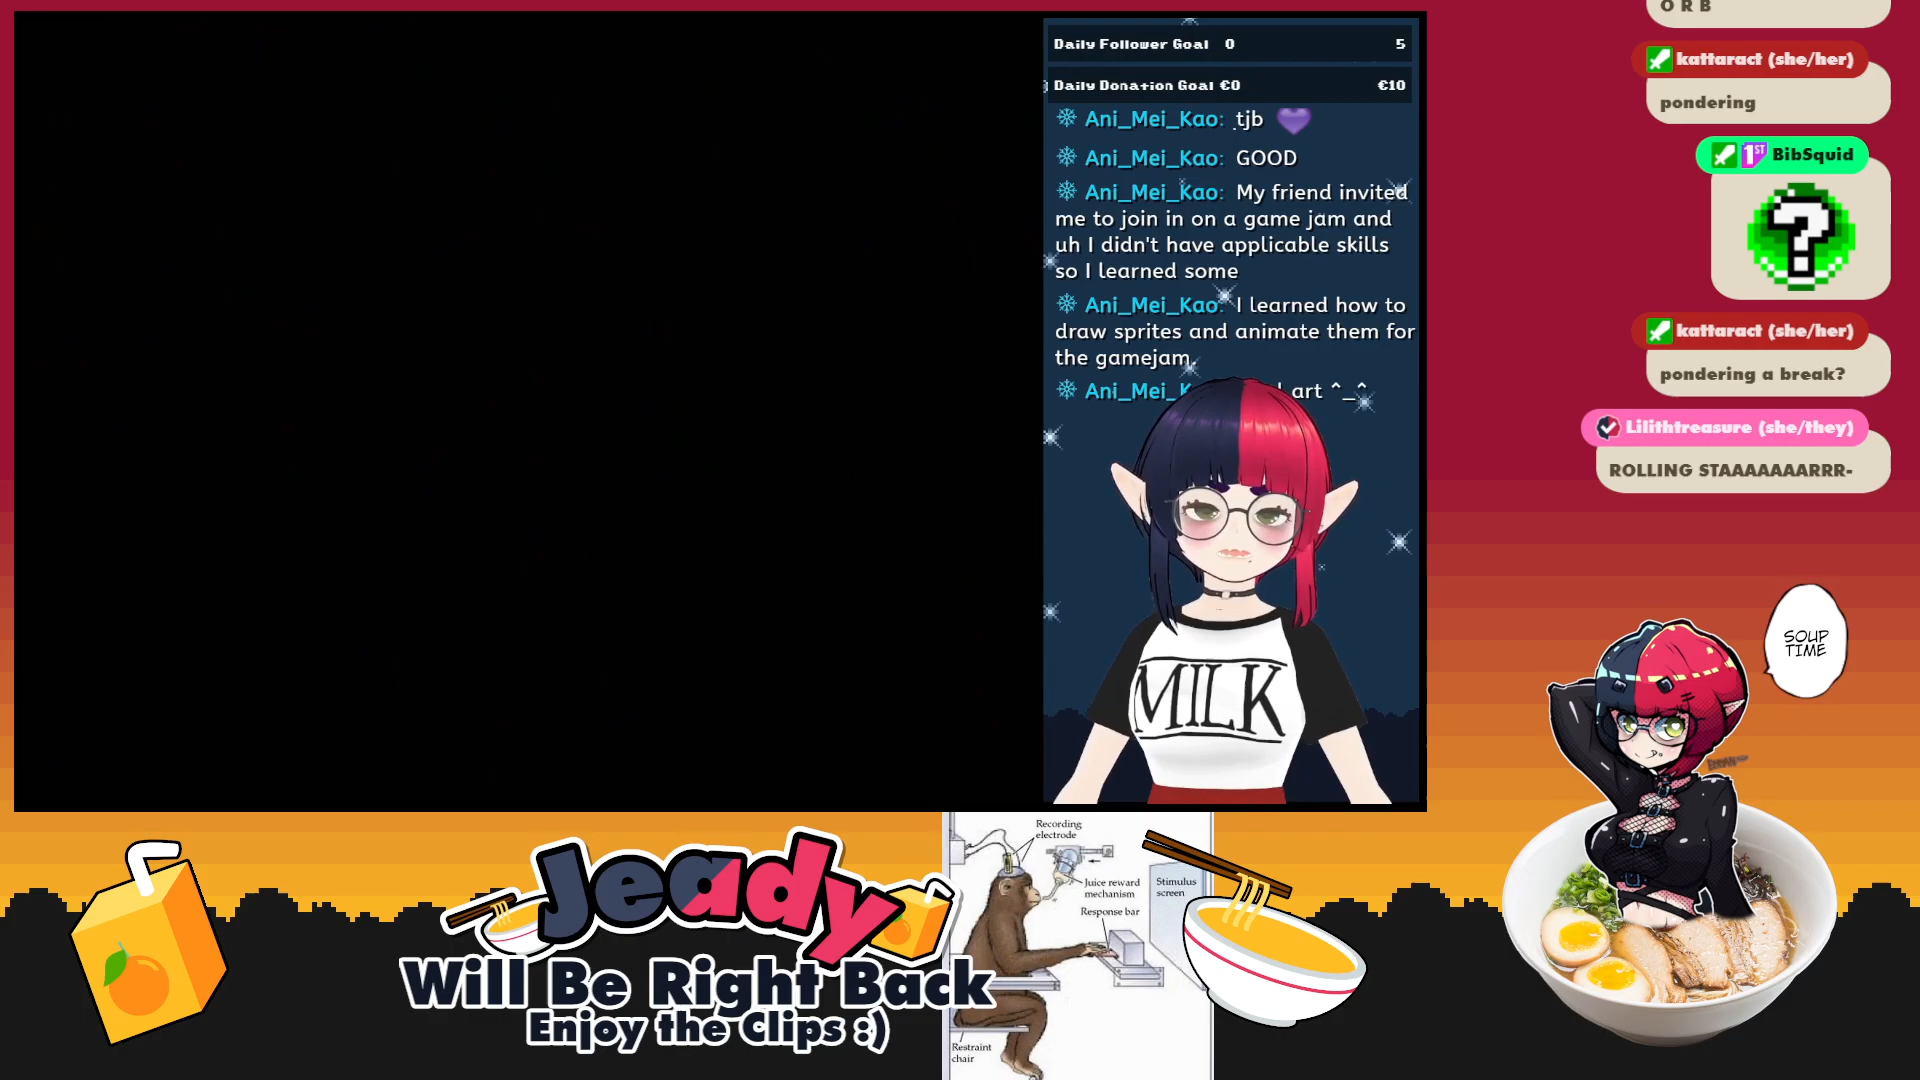 Daily Follower Goal 0 5
Daily Donation Goal €0 €10
Ani_Mei_Kao: tjb
Ani_Mei_Kao: GOOD
Ani_Mei_Kao: My friend invited
me to join in on a game jam and
uh I didn't have applicable skills
so I learned some
Ani_Mei_Kao: I learned how to
draw sprites and animate them for
the gamejam.
art ^_^
MILK
O R B
kattaract (she/her)
pondering
1ST BibSquid
?
kattaract (she/her)
pondering a break?
Lilithtreasure (she/they)
ROLLING STAAAAAAARRR-
SOUP
TIME
Jeady
Will Be Right Back
Enjoy the Clips :)
Recording
electrode
Juice reward
mechanism
Response bar
Stimulus
screen
Restraint
chair